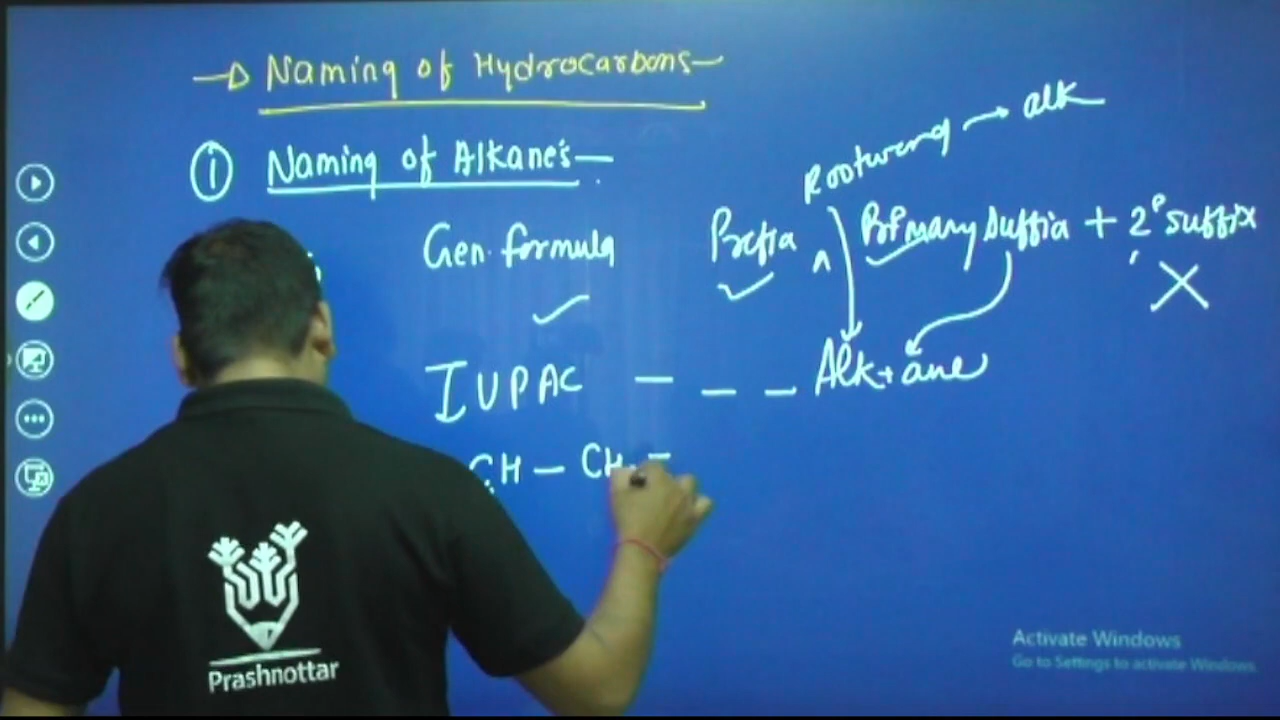 Naming of Hydrocarbons
① Naming of Alkane's
Rootwrong → alk
Gen. formula
Prefix ^ Primary Suffix + 2° suffix
IUPAC - - - Alk + ane
CH - CH -
Prashnottar
Activate Windows
Go to Settings to activate Windows.